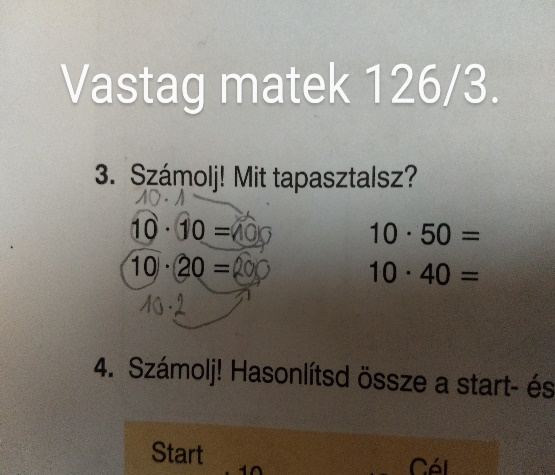 Vastag matek 126/3.
3. Számolj! Mit tapasztalsz?
10·1
10 · 10 = 100 10 · 50 =
10 · 20 = 200 10 · 40 =
10·2
4. Számolj! Hasonlítsd össze a start- és
Start Cél
· 10